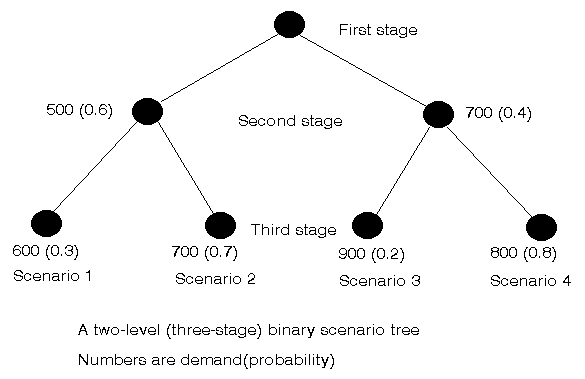 First stage
500 (0.6)
Second stage
700 (0.4)
Third stage
600 (0.3)
700 (0.7)
900 (0.2)
800 (0.8)
Scenario 1
Scenario 2
Scenario 3
Scenario 4
A two-level (three-stage) binary scenario tree
Numbers are demand(probability)